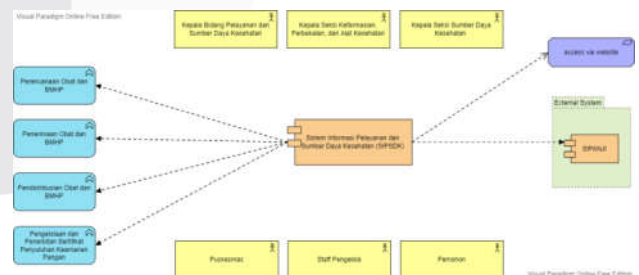 Visual Paradigm Online Free Edition
Kepala Bidang Pelayanan dan
Sumber Daya Kesehatan
Kepala Seksi Kefarmasian,
Perbekalan, dan Alat Kesehatan
Kepala Seksi Sumber Daya
Kesehatan
access via website
Perencanaan Obat dan
BMHP
External System
Penerimaan Obat dan
BMHP
Sistem Informasi Pelayanan dan
Sumber Daya Kesehatan (SIPSDK)
Pendistribusian Obat dan
BMHP
Pengelolaan dan
Penerbitan Sertifikat
Penyuluhan Keamanan
Pangan
Puskesmas
Staff Pengelola
Pemohon
Visual Paradigm Online Free Edition